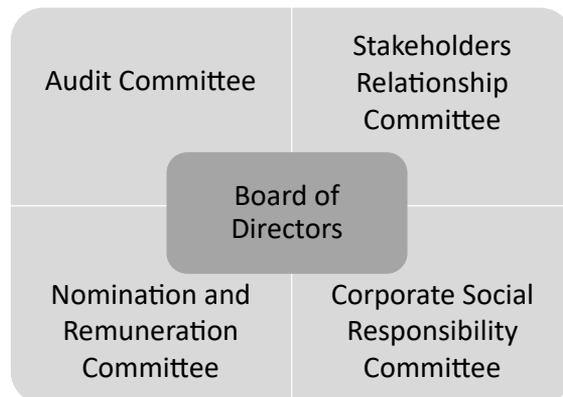 Audit Committee
Stakeholders
Relationship
Committee
Board of
Directors
Nomination and
Remuneration
Committee
Corporate Social
Responsibility
Committee